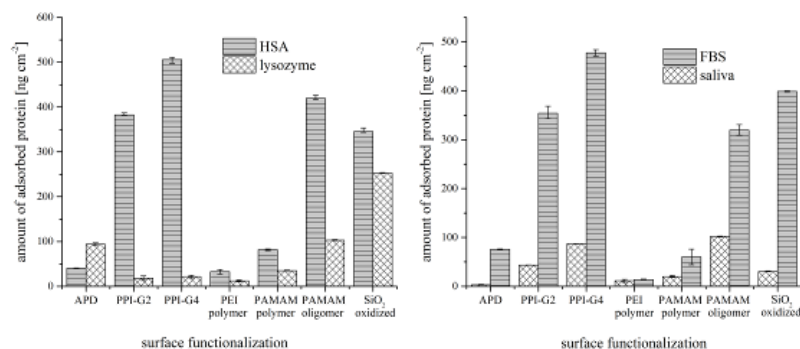 600
500
400
300
200
100
0
amount of adsorbed protein [ng cm⁻²]
HSA
lysozyme
APD
PPI-G2
PPI-G4
PEI
polymer
PAMAM
polymer
PAMAM
oligomer
SiO₂
oxidized
surface functionalization
500
400
300
200
100
0
amount of adsorbed protein [ng cm⁻²]
FBS
saliva
APD
PPI-G2
PPI-G4
PEI
polymer
PAMAM
polymer
PAMAM
oligomer
SiO₂
oxidized
surface functionalization